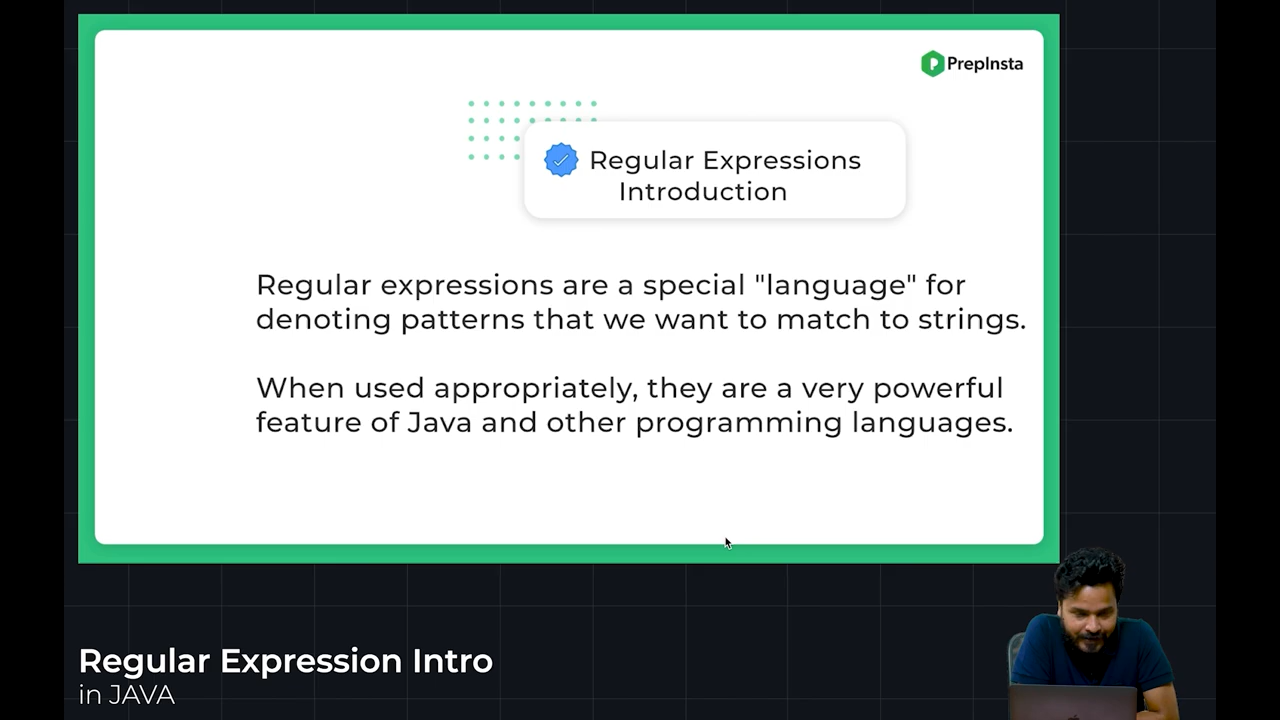 PrepInsta
Regular Expressions
Introduction
Regular expressions are a special "language" for
denoting patterns that we want to match to strings.
When used appropriately, they are a very powerful
feature of Java and other programming languages.
Regular Expression Intro
in JAVA